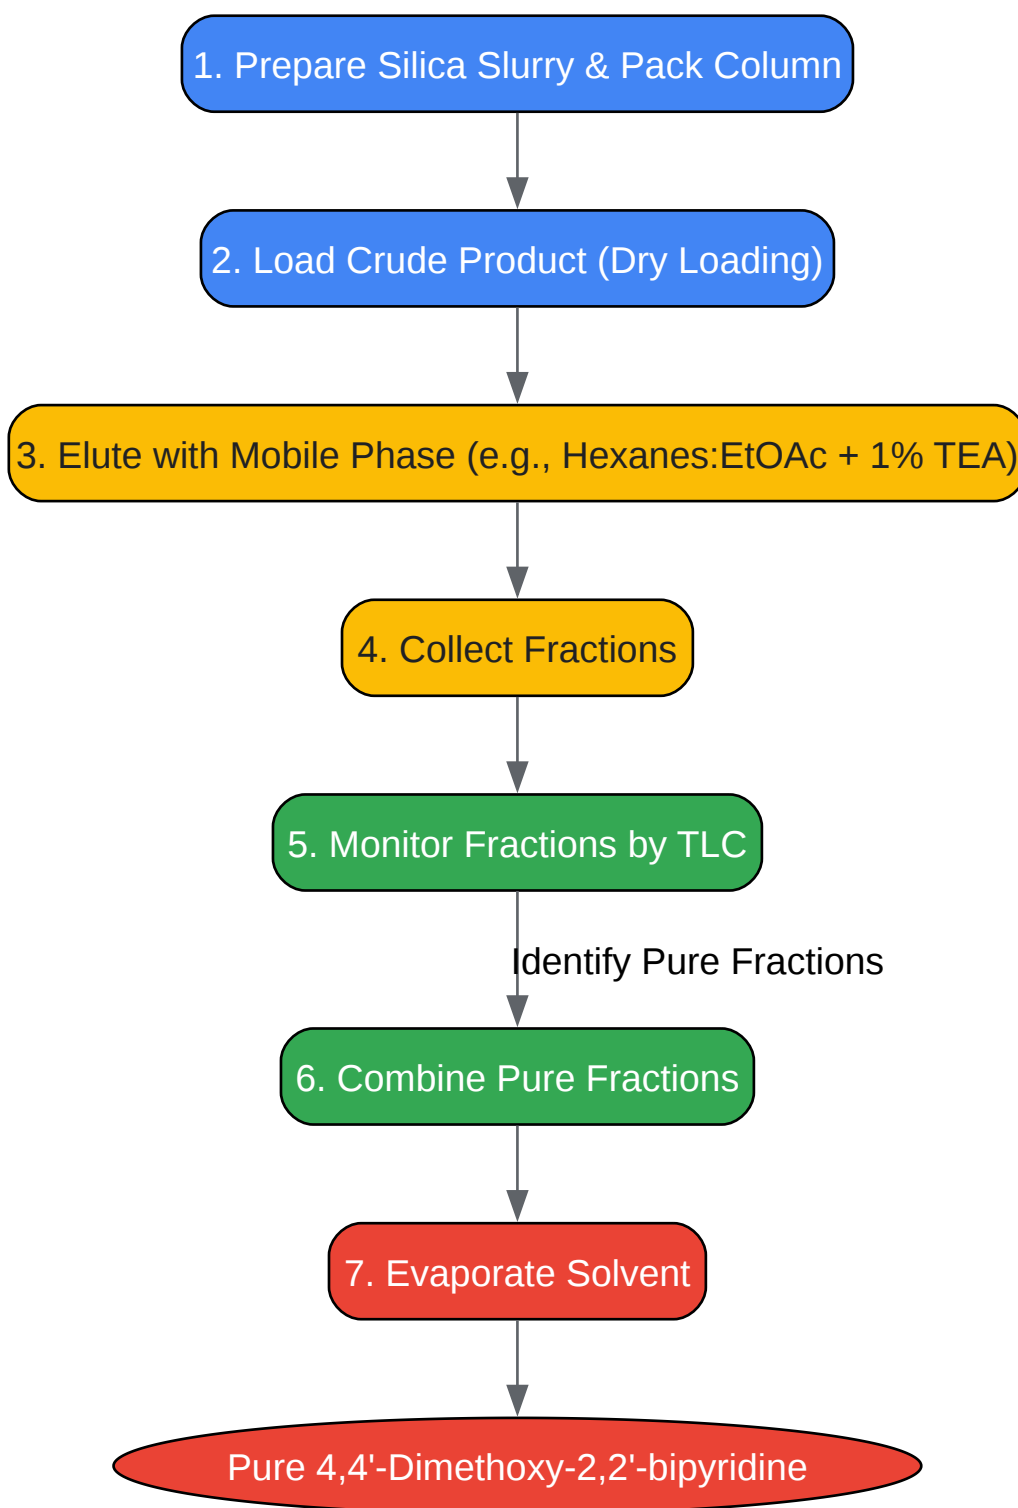 1. Prepare Silica Slurry & Pack Column
2. Load Crude Product (Dry Loading)
3. Elute with Mobile Phase (e.g., Hexanes:EtOAc + 1% TEA)
4. Collect Fractions
5. Monitor Fractions by TLC
Identify Pure Fractions
6. Combine Pure Fractions
7. Evaporate Solvent
Pure 4,4'-Dimethoxy-2,2'-bipyridine